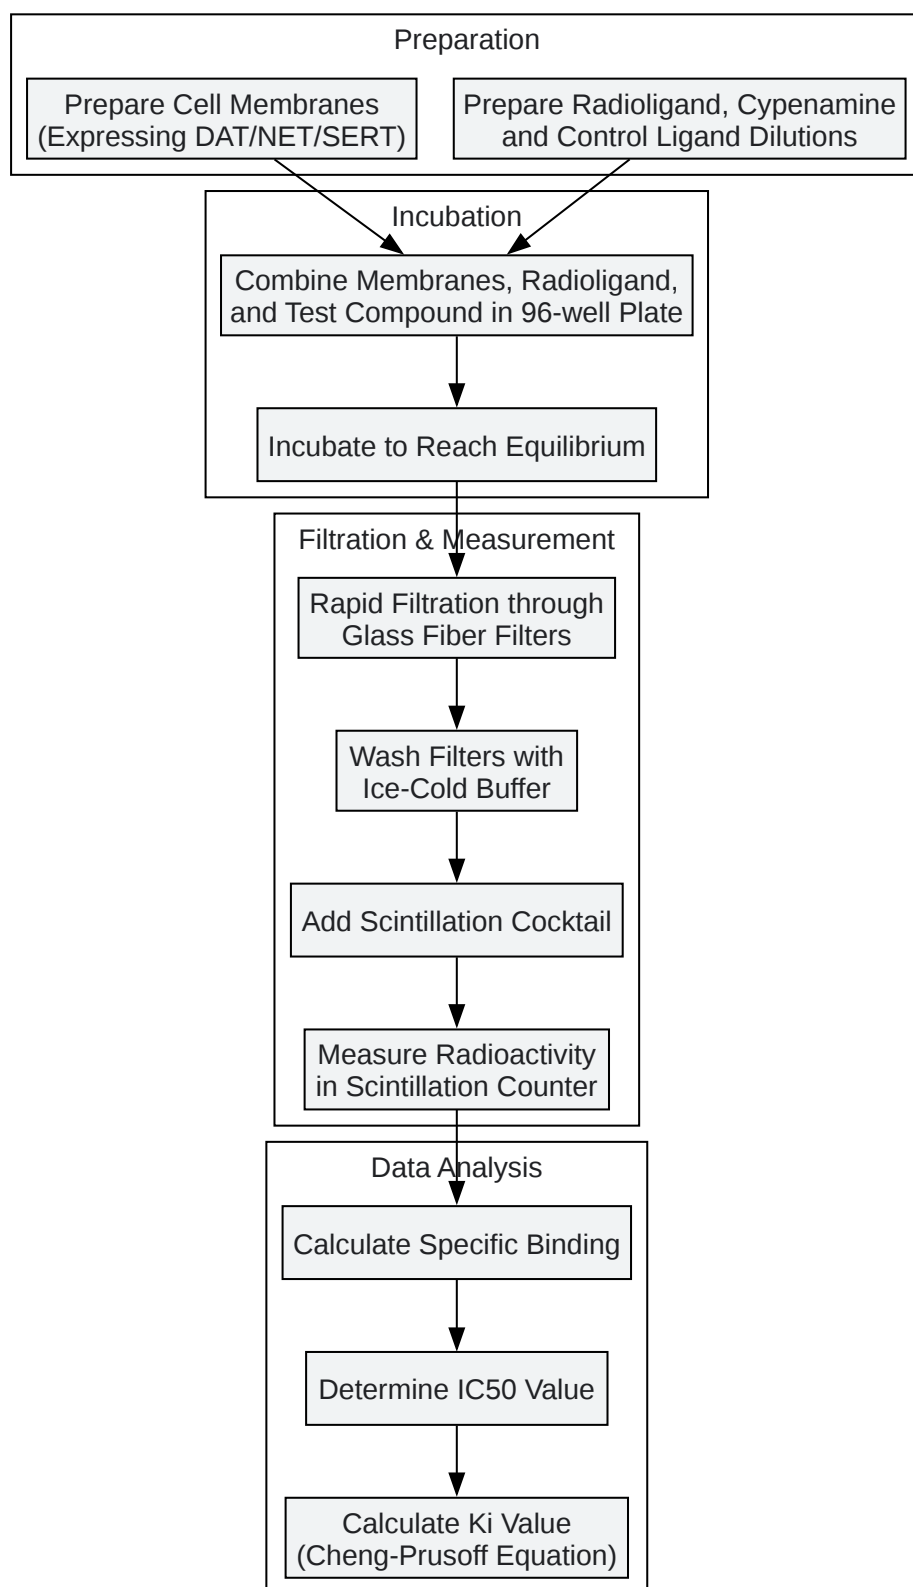 Preparation
Prepare Cell Membranes
(Expressing DAT/NET/SERT)
Prepare Radioligand, Cypenamine
and Control Ligand Dilutions
Incubation
Combine Membranes, Radioligand,
and Test Compound in 96-well Plate
Incubate to Reach Equilibrium
Filtration & Measurement
Rapid Filtration through
Glass Fiber Filters
Wash Filters with
Ice-Cold Buffer
Add Scintillation Cocktail
Measure Radioactivity
in Scintillation Counter
Data Analysis
Calculate Specific Binding
Determine IC50 Value
Calculate Ki Value
(Cheng-Prusoff Equation)